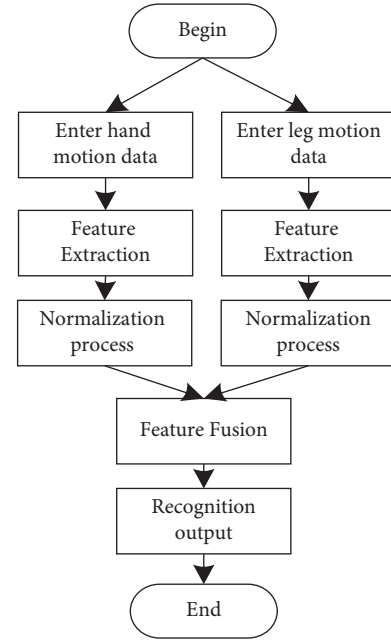 Begin
Enter hand
motion data
Enter leg motion
data
Feature
Extraction
Feature
Extraction
Normalization
process
Normalization
process
Feature Fusion
Recognition
output
End